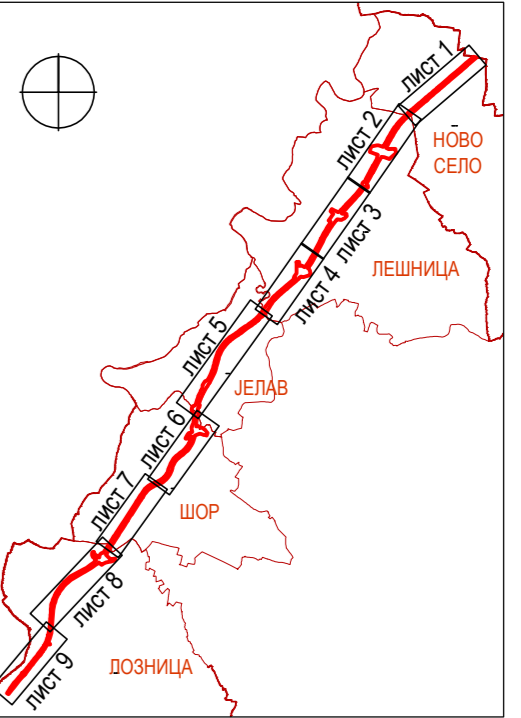 лист 1
лист 2
НОВО
СЕЛО
лист 3
ЛЕШНИЦА
лист 4
лист 5
ЈЕЛАВ
лист 6
ШОР
лист 7
лист 8
ЛОЗНИЦА
лист 9